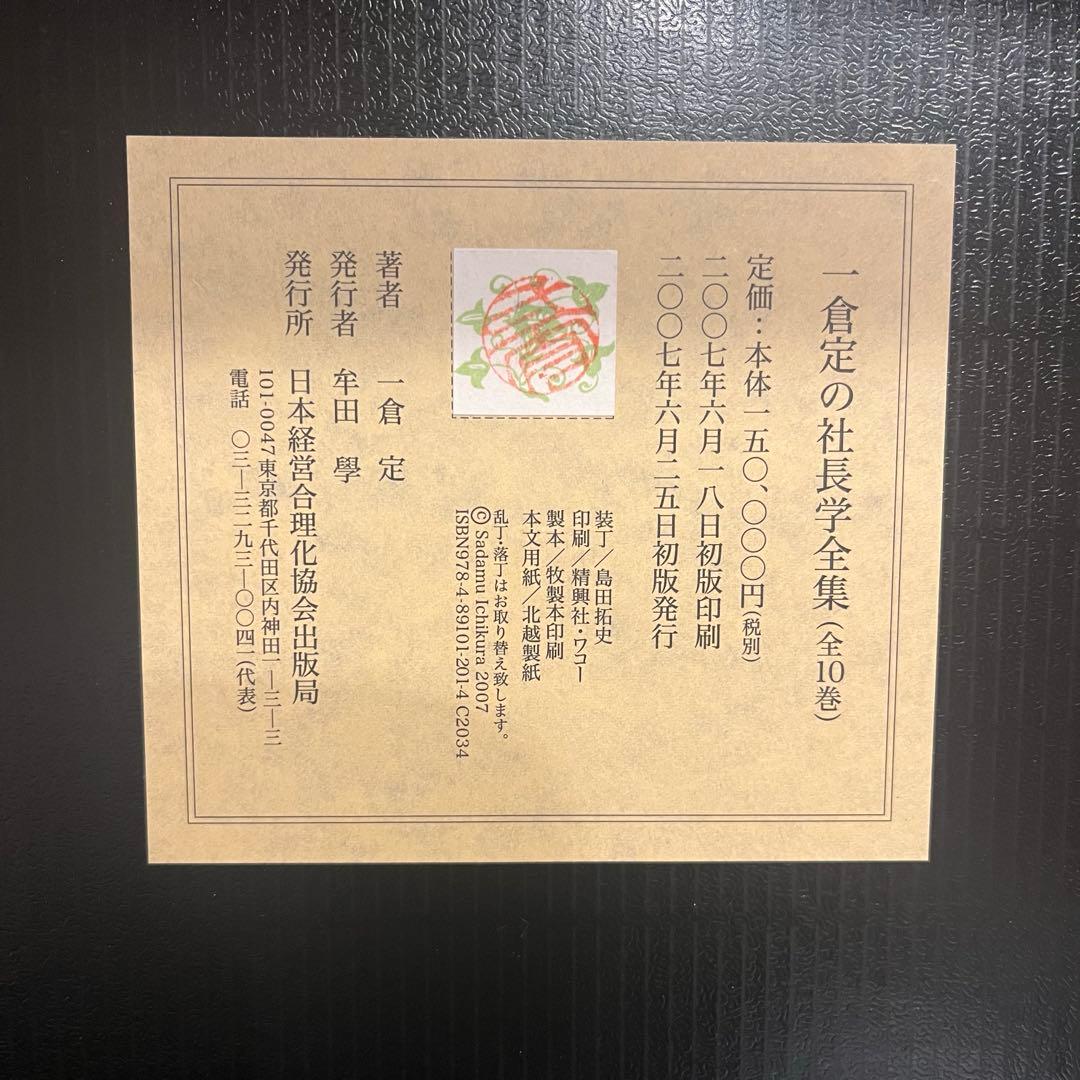 一倉定の社長学全集(全10巻)
定価：本体一五〇、〇〇〇円(税別)
二〇〇七年六月一八日初版印刷
二〇〇七年六月二五日初版発行
装丁／島田拓史
印刷／精興社・ワコー
製本／牧製本印刷
本文用紙／北越製紙
乱丁・落丁はお取り替え致します。
©Sadamu Ichikura 2007
ISBN978-4-89101-201-4 C2034
著者 一倉 定
発行者 牟田 學
発行所 日本経営合理化協会出版局
101-0047東京都千代田区内神田一―三―三
電話 〇三―三二九三―〇〇四一(代表)